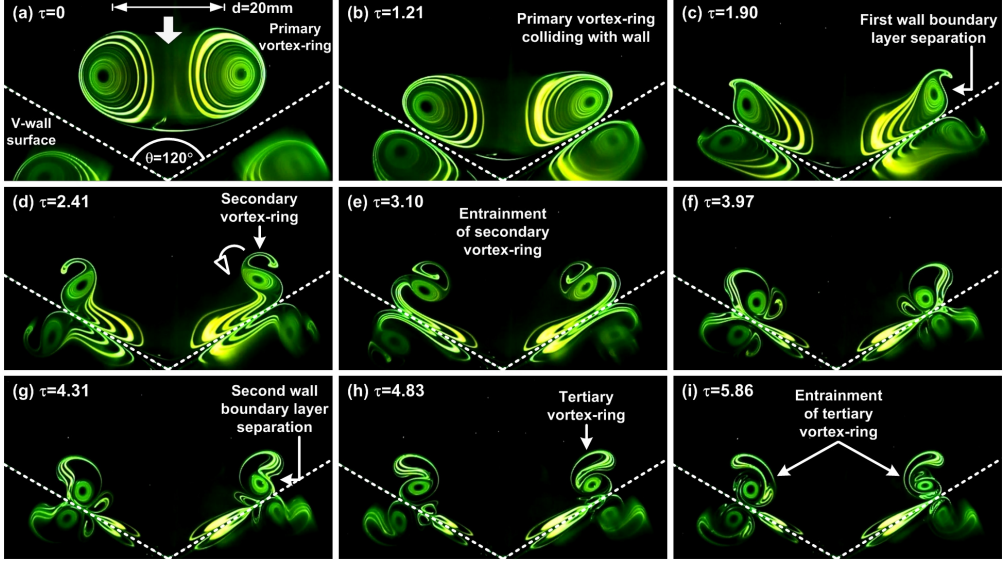 (a) τ=0
d=20mm
Primary
vortex-ring
V-wall
surface
θ=120°
(b) τ=1.21
Primary vortex-ring
colliding with wall
(c) τ=1.90
First wall boundary
layer separation
(d) τ=2.41
Secondary
vortex-ring
(e) τ=3.10
Entrainment
of secondary
vortex-ring
(f) τ=3.97
(g) τ=4.31
Second wall
boundary layer
separation
(h) τ=4.83
Tertiary
vortex-ring
(i) τ=5.86
Entrainment
of tertiary
vortex-ring